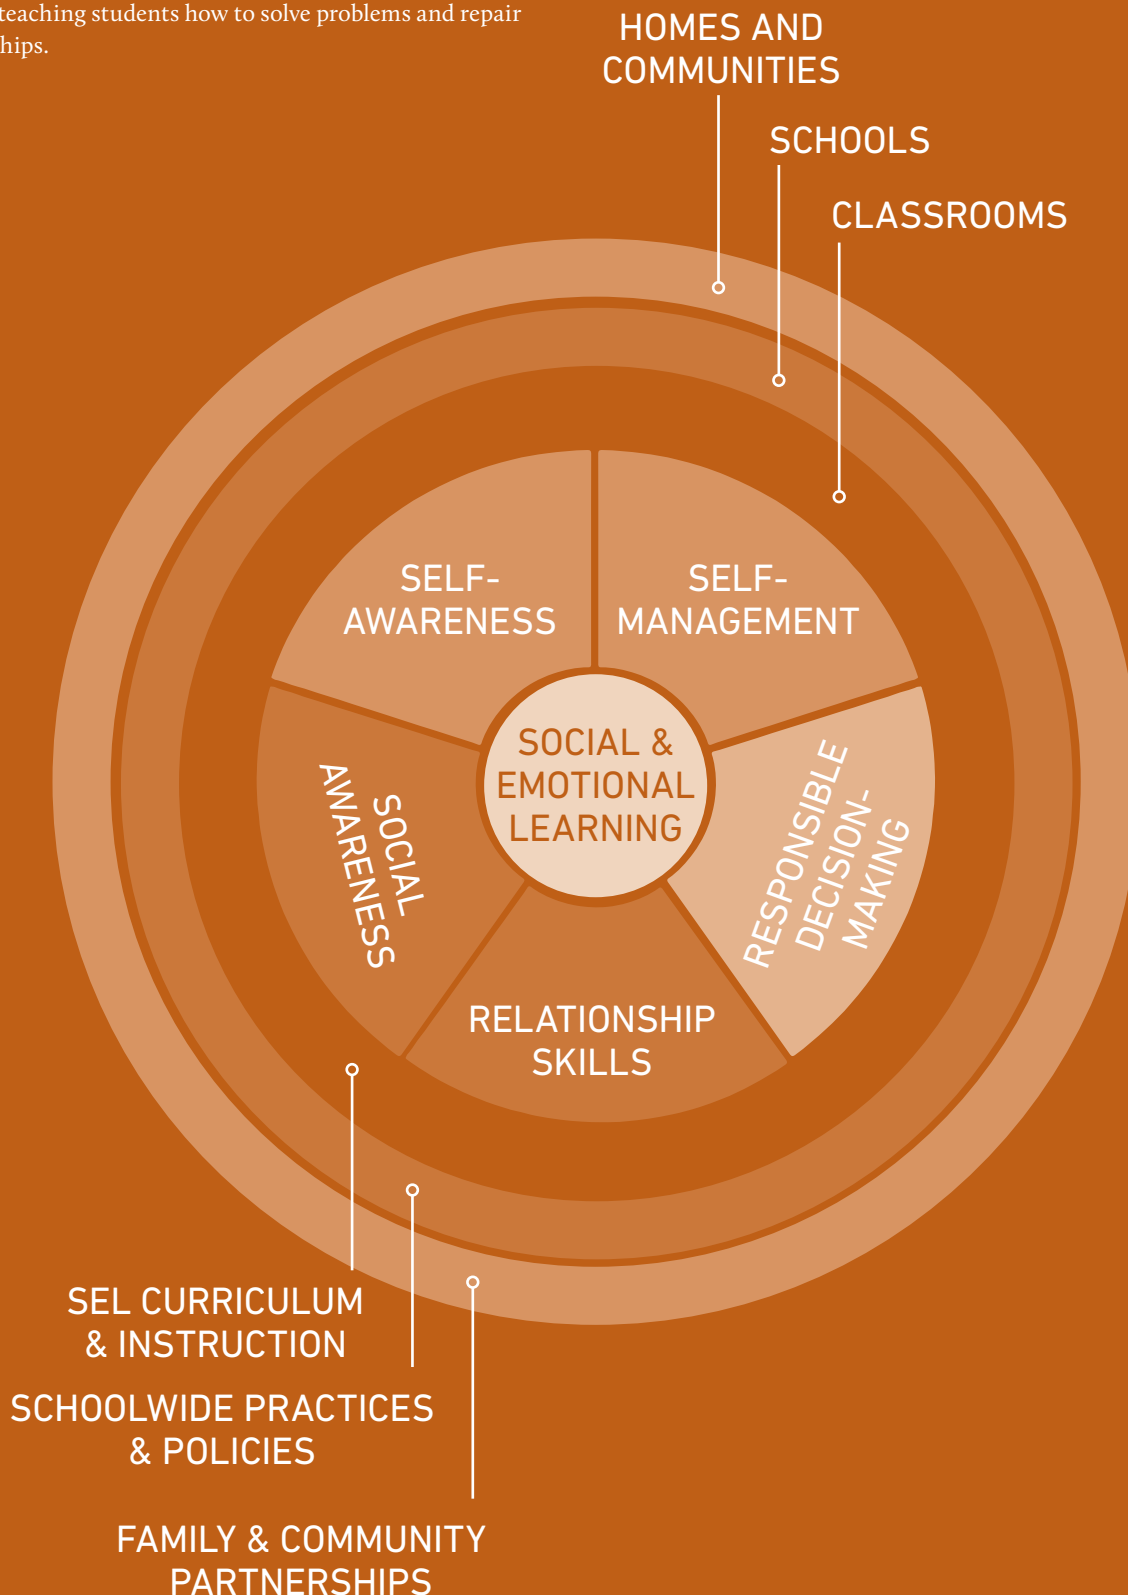 teaching students how to solve problems and repair
hips.
HOMES AND
COMMUNITIES
SCHOOLS
CLASSROOMS
SELF-
AWARENESS
SELF-
MANAGEMENT
SOCIAL &
EMOTIONAL
LEARNING
SOCIAL
AWARENESS
RESPONSIBLE
DECISION-
MAKING
RELATIONSHIP
SKILLS
SEL CURRICULUM
& INSTRUCTION
SCHOOLWIDE PRACTICES
& POLICIES
FAMILY & COMMUNITY
PARTNERSHIPS